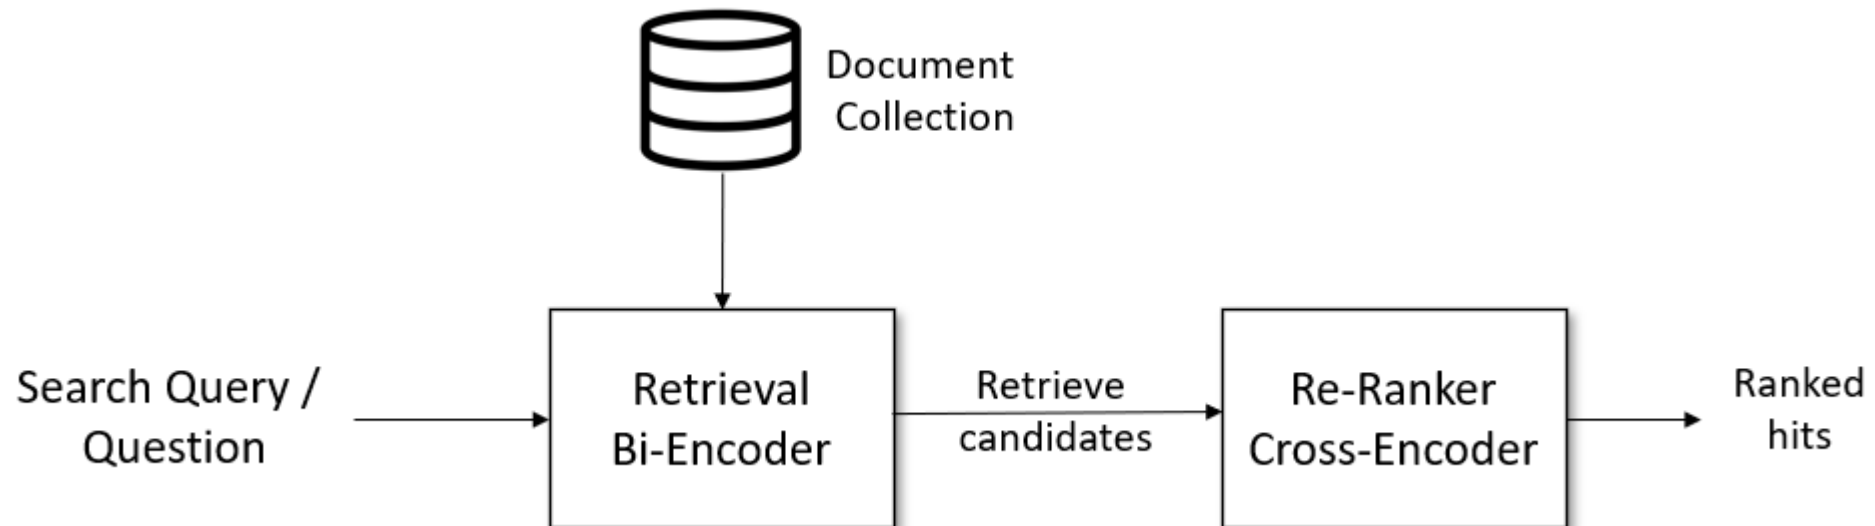 Document
Collection
Search Query /
Question
Retrieval
Bi-Encoder
Retrieve
candidates
Re-Ranker
Cross-Encoder
Ranked
hits